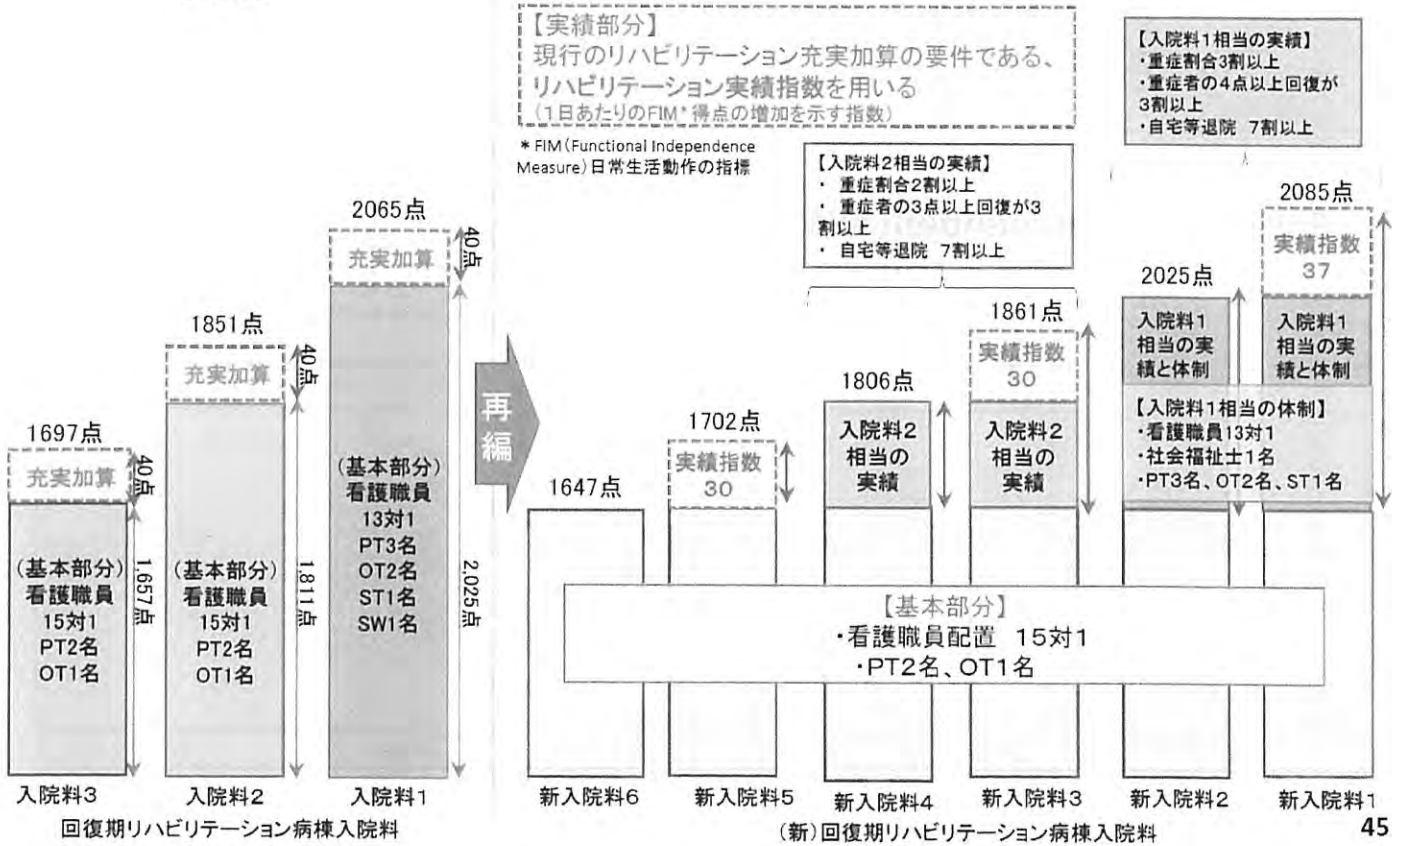 【実績部分】
現行のリハビリテーション充実加算の要件である、
リハビリテーション実績指数を用いる
(1日あたりのFIM*得点の増加を示す指数)
* FIM(Functional Independence
Measure)日常生活動作の指標
【入院料2相当の実績】
・ 重症割合2割以上
・ 重症者の3点以上回復が3
割以上
・ 自宅等退院 7割以上
【入院料1相当の実績】
・重症割合3割以上
・重症者の4点以上回復が
3割以上
・自宅等退院 7割以上
1697点
充実加算
40点
(基本部分)
看護職員
15対1
PT2名
OT1名
1,657点
入院料3
1851点
充実加算
40点
(基本部分)
看護職員
15対1
PT2名
OT1名
1,811点
入院料2
2065点
充実加算
40点
(基本部分)
看護職員
13対1
PT3名
OT2名
ST1名
SW1名
2,025点
入院料1
回復期リハビリテーション病棟入院料
再編
1647点
新入院料6
1702点
実績指数
30
新入院料5
1806点
入院料2
相当の
実績
新入院料4
1861点
実績指数
30
入院料2
相当の
実績
新入院料3
2025点
入院料1
相当の実
績と体制
新入院料2
2085点
実績指数
37
入院料1
相当の実
績と体制
新入院料1
【入院料1相当の体制】
・看護職員13対1
・社会福祉士1名
・PT3名、OT2名、ST1名
【基本部分】
・看護職員配置 15対1
・PT2名、OT1名
(新)回復期リハビリテーション病棟入院料
45